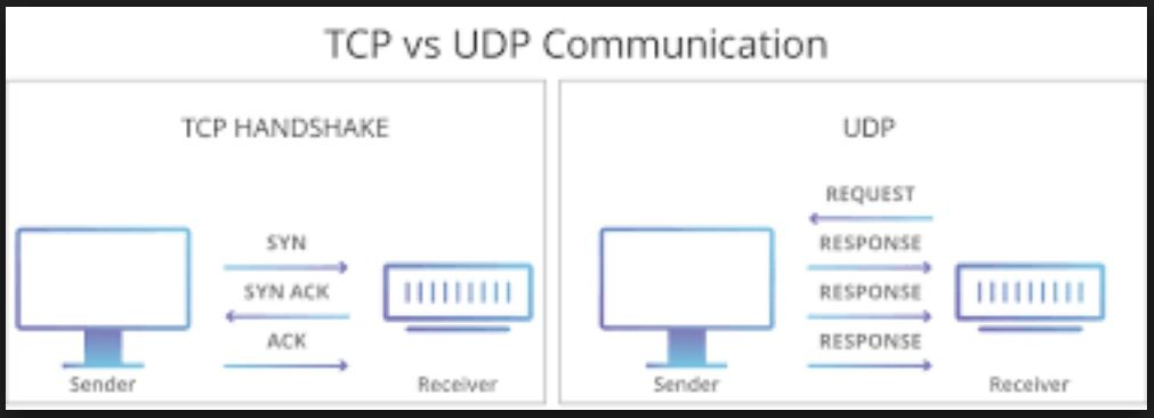 TCP vs UDP Communication
TCP HANDSHAKE
SYN
SYN ACK
ACK
Sender
Receiver
UDP
REQUEST
RESPONSE
RESPONSE
RESPONSE
Sender
Receiver